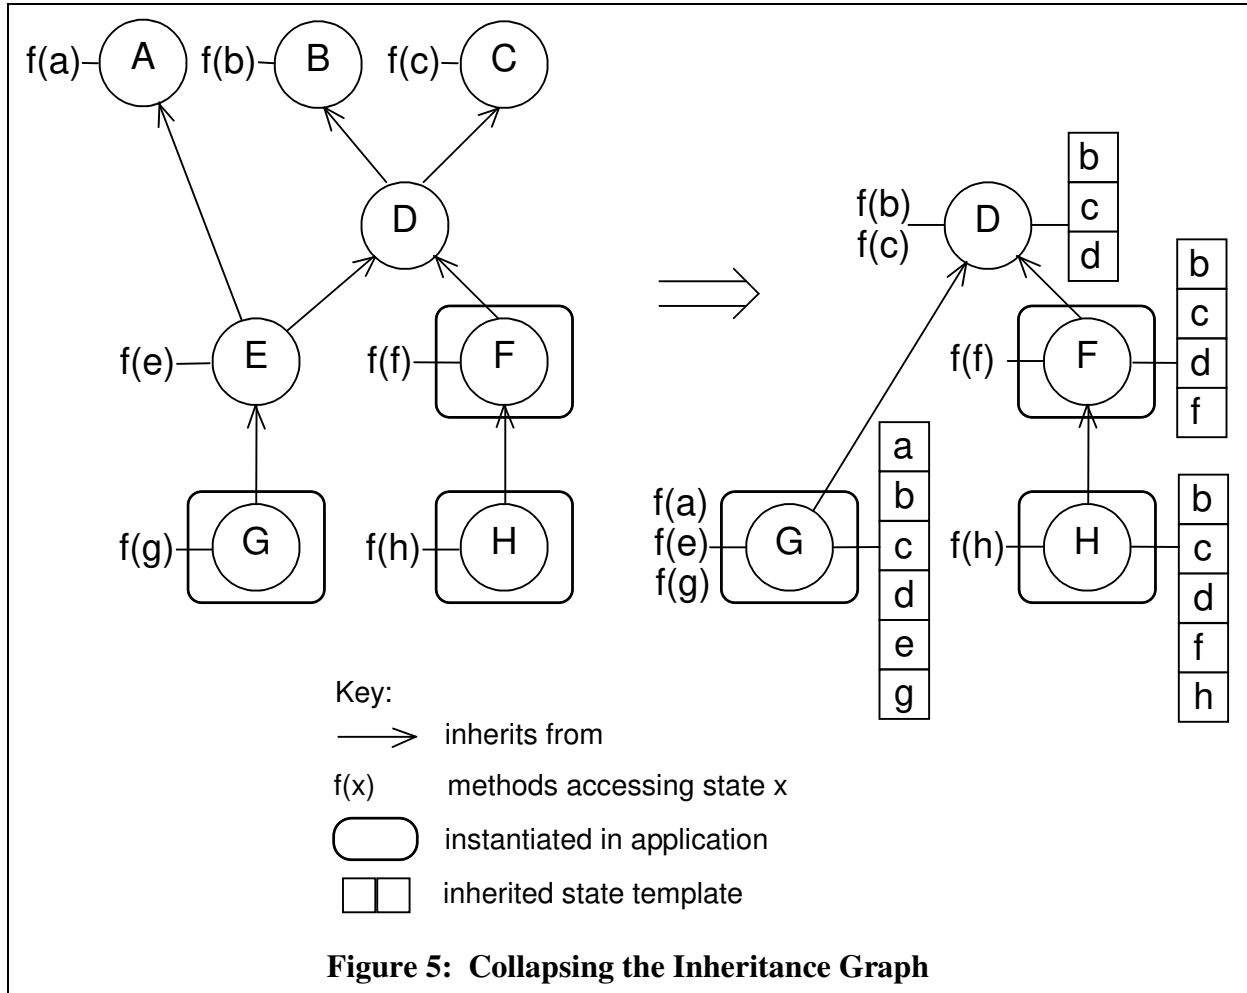 f(a) A f(b) B f(c) C
b
f(b) D c
D
f(c) d
b
c
f(e) E f(f) F f(f) F d
f
a
b
f(a) b
f(g) G f(h) H f(e) G c f(h) H c
f(g) d d
e f
g h
Key:
inherits from
f(x) methods accessing state x
instantiated in application
inherited state template
Figure 5: Collapsing the Inheritance Graph